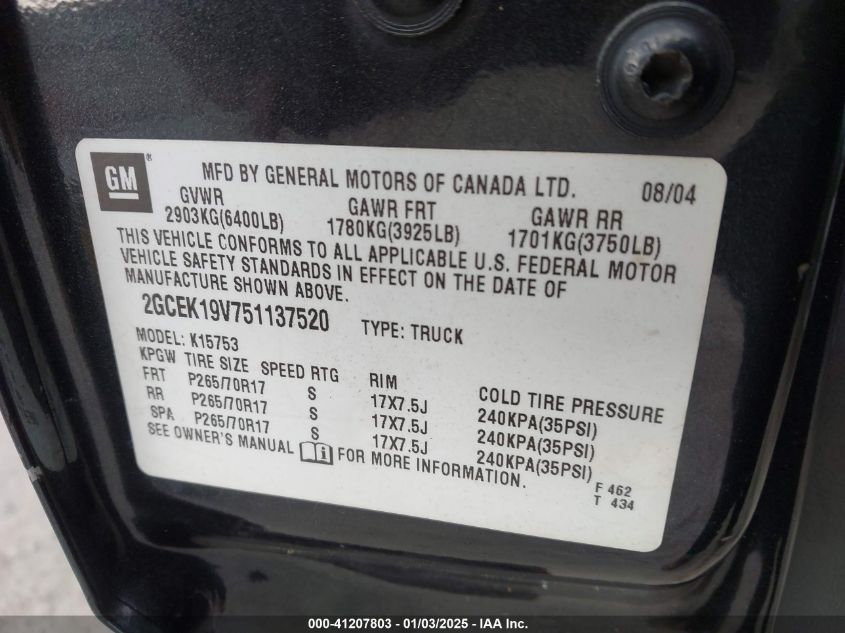 GM ®
MFD BY GENERAL MOTORS OF CANADA LTD. 08/04
GVWR GAWR FRT GAWR RR
2903KG(6400LB) 1780KG(3925LB) 1701KG(3750LB)
THIS VEHICLE CONFORMS TO ALL APPLICABLE U.S. FEDERAL MOTOR
VEHICLE SAFETY STANDARDS IN EFFECT ON THE DATE OF
MANUFACTURE SHOWN ABOVE.
2GCEK19V751137520 TYPE: TRUCK
MODEL: K15753
KPGW TIRE SIZE SPEED RTG RIM COLD TIRE PRESSURE
FRT P265/70R17 S 17X7.5J 240KPA(35PSI)
RR P265/70R17 S 17X7.5J 240KPA(35PSI)
SPA P265/70R17 S 17X7.5J 240KPA(35PSI)
SEE OWNER'S MANUAL i FOR MORE INFORMATION.
F 462
T 434
000-41207803 - 01/03/2025 - IAA Inc.